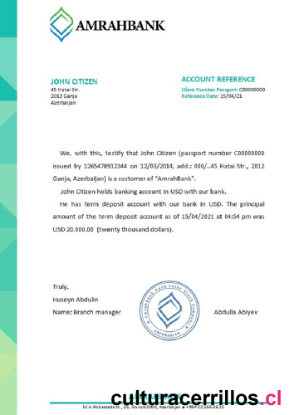 AMRAHBANK
JOHN CITIZEN
45 Hatai Str.
2012 Ganja
Azerbaijan
ACCOUNT REFERENCE
Client Number Passport: C00000000
Reference Date: 15/04/21
We, with this, testify that John Citizen (passport number C00000000
issued by 1265478912344 on 12/03/2014, add.: 000/,.45 Hatai Str., 2012
Ganja, Azerbaijan) is a customer of "AmrahBank".
John Citizen holds banking account in USD with our bank.
He has term deposit account with our bank in USD. The principal
amount of the term deposit account as of 15/04/2021 at 04:54 pm was
USD 20.000.00 (twenty thousand dollars).
Truly,
Huseyn Abdulin
Name: Branch manager
Abdulla Abiyev
culturacerrillos.cl